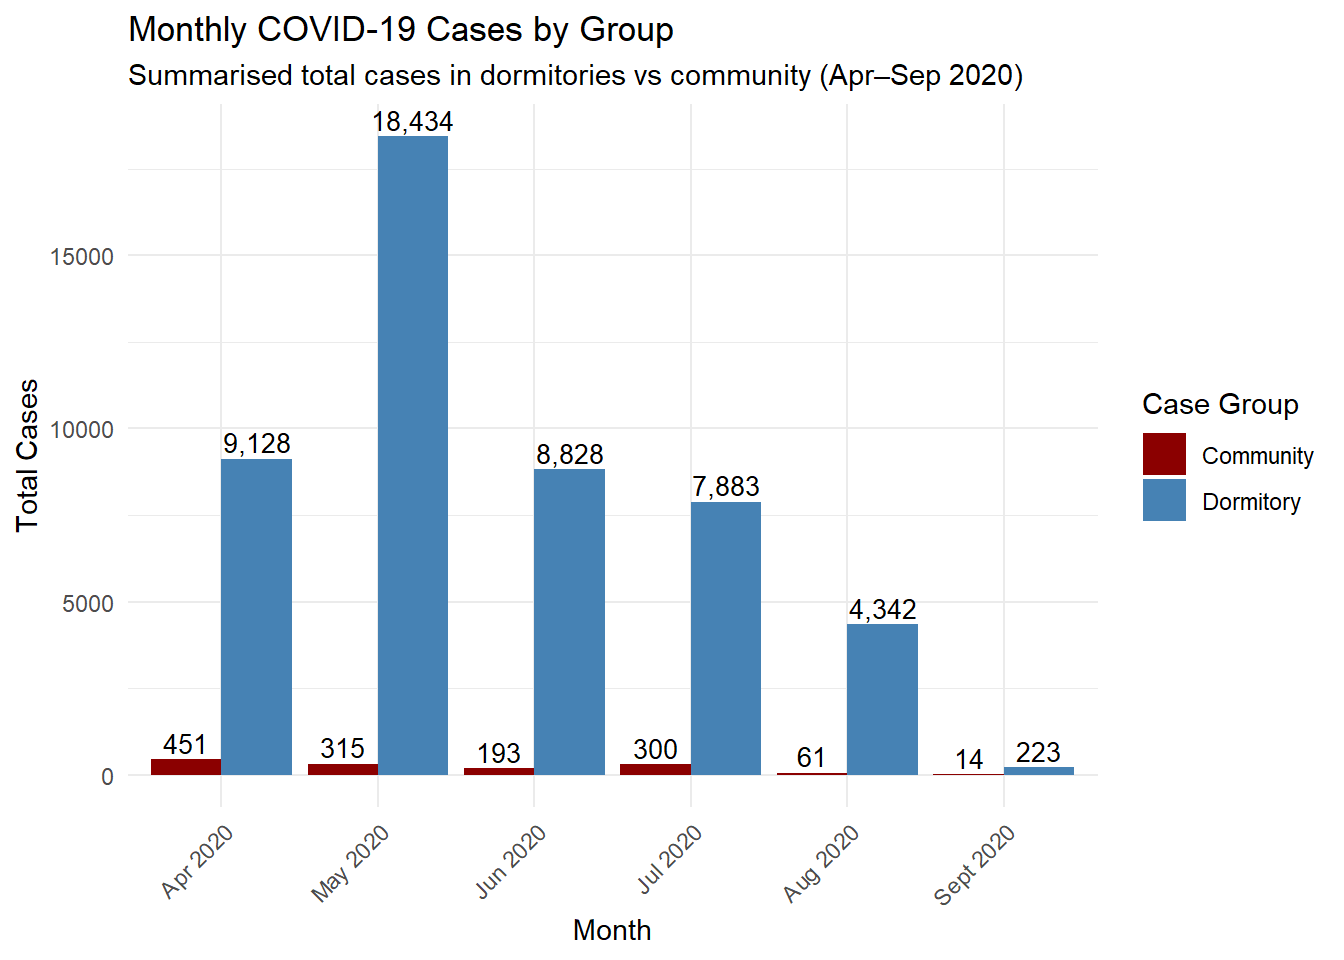 Monthly COVID-19 Cases by Group
Summarised total cases in dormitories vs community (Apr–Sep 2020)
18,434
15000
Total Cases
10000
9,128
8,828
7,883
5000
4,342
451
315
193
300
61
14
223
0
Apr 2020
May 2020
Jun 2020
Jul 2020
Aug 2020
Sept 2020
Month
Case Group
Community
Dormitory